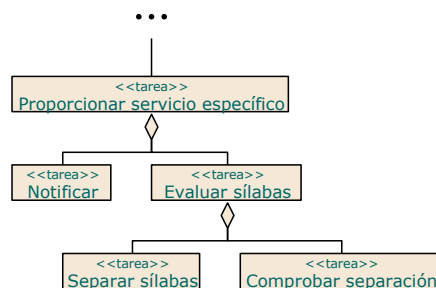 ...
<<tarea>>
Proporcionar servicio específico
<<tarea>>
Notificar
<<tarea>>
Evaluar sílabas
<<tarea>>
Separar sílabas
<<tarea>>
Comprobar separación